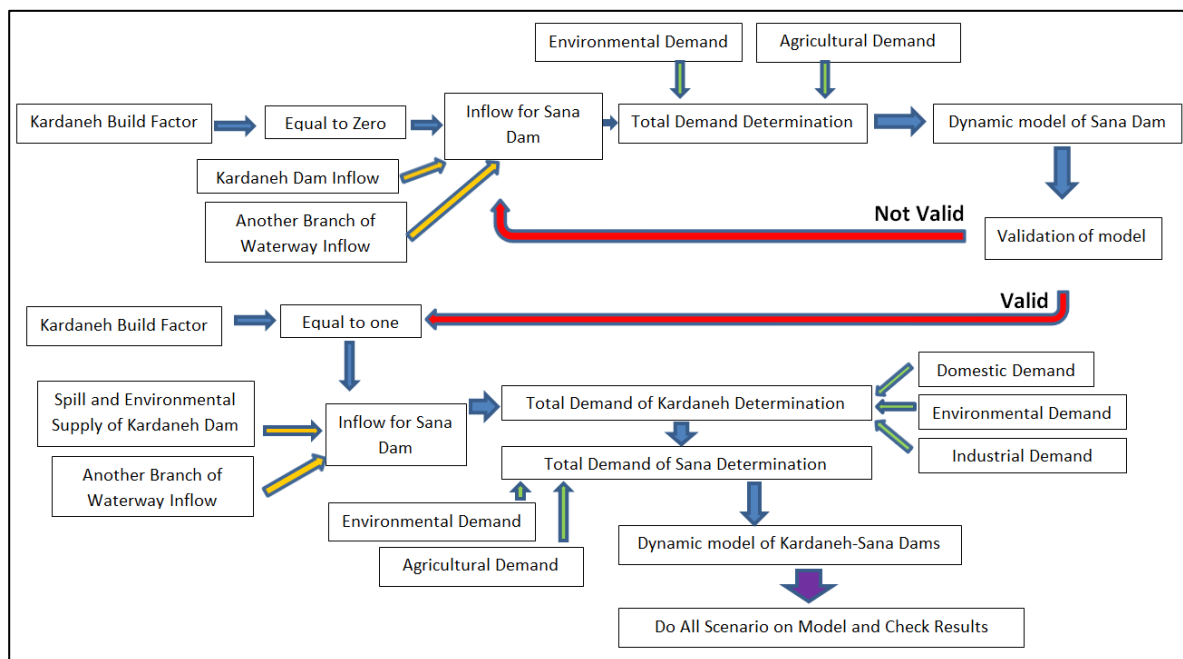 Environmental Demand
Agricultural Demand
Kardaneh Build Factor
Equal to Zero
Inflow for Sana
Dam
Total Demand Determination
Dynamic model of Sana Dam
Kardaneh Dam Inflow
Another Branch of
Waterway Inflow
Not Valid
Validation of model
Valid
Kardaneh Build Factor
Equal to one
Domestic Demand
Spill and Environmental
Supply of Kardaneh Dam
Inflow for Sana
Dam
Total Demand of Kardaneh Determination
Environmental Demand
Industrial Demand
Another Branch of
Waterway Inflow
Total Demand of Sana Determination
Environmental Demand
Agricultural Demand
Dynamic model of Kardaneh-Sana Dams
Do All Scenario on Model and Check Results